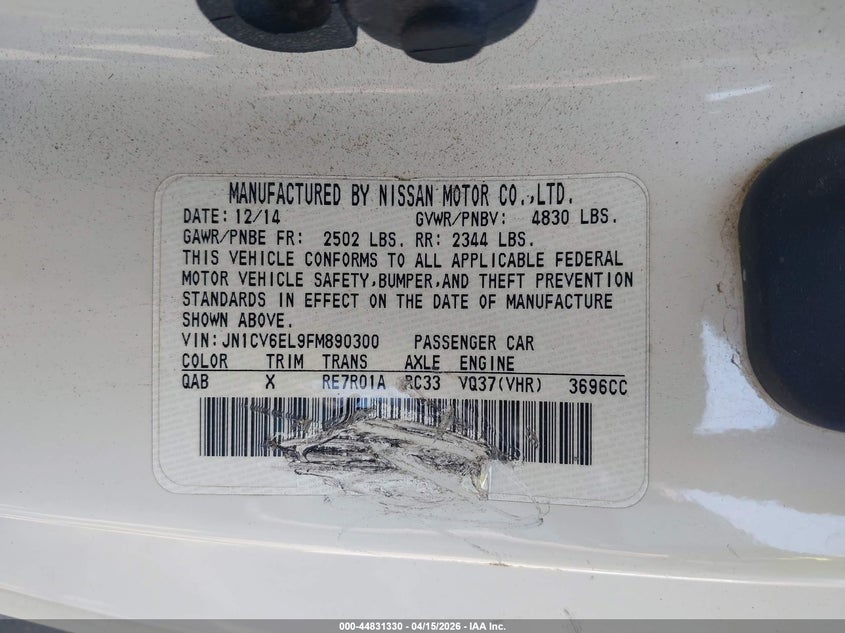 MANUFACTURED BY NISSAN MOTOR CO.,LTD.
DATE: 12/14 GVWR/PNBV: 4830 LBS.
GAWR/PNBE FR: 2502 LBS. RR: 2344 LBS.
THIS VEHICLE CONFORMS TO ALL APPLICABLE FEDERAL
MOTOR VEHICLE SAFETY,BUMPER,AND THEFT PREVENTION
STANDARDS IN EFFECT ON THE DATE OF MANUFACTURE
SHOWN ABOVE.
VIN:JN1CV6EL9FM890300 PASSENGER CAR
COLOR TRIM TRANS AXLE ENGINE
QAB X RE7R01A RC33 VQ37(VHR) 3696CC
000-44831330 - 04/15/2026 - IAA Inc.